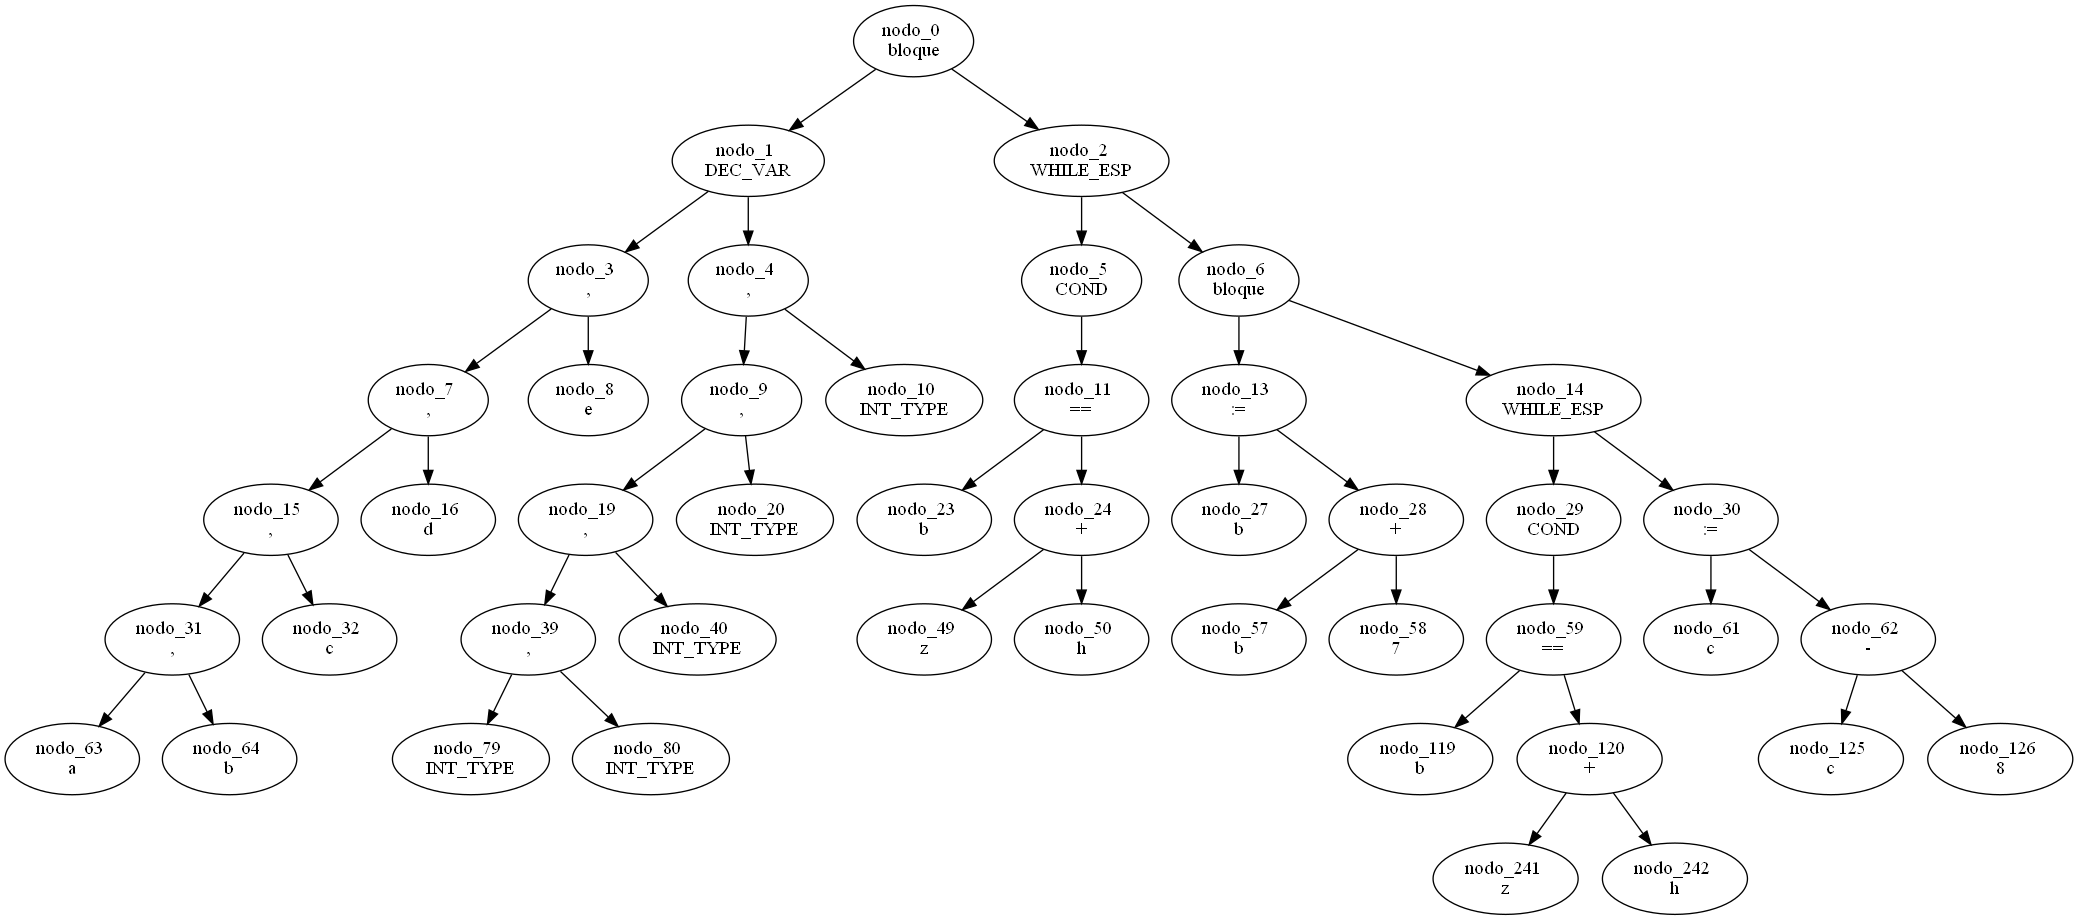 nodo_0
bloque
nodo_1
DEC_VAR
nodo_2
WHILE_ESP
nodo_3
,
nodo_4
,
nodo_5
COND
nodo_6
bloque
nodo_7
,
nodo_8
e
nodo_9
,
nodo_10
INT_TYPE
nodo_11
==
nodo_13
:=
nodo_14
WHILE_ESP
nodo_15
,
nodo_16
d
nodo_19
,
nodo_20
INT_TYPE
nodo_23
b
nodo_24
+
nodo_27
b
nodo_28
+
nodo_29
COND
nodo_30
:=
nodo_31
,
nodo_32
c
nodo_39
,
nodo_40
INT_TYPE
nodo_49
z
nodo_50
h
nodo_57
b
nodo_58
7
nodo_59
==
nodo_61
c
nodo_62
-
nodo_63
a
nodo_64
b
nodo_79
INT_TYPE
nodo_80
INT_TYPE
nodo_119
b
nodo_120
+
nodo_125
c
nodo_126
8
nodo_241
z
nodo_242
h